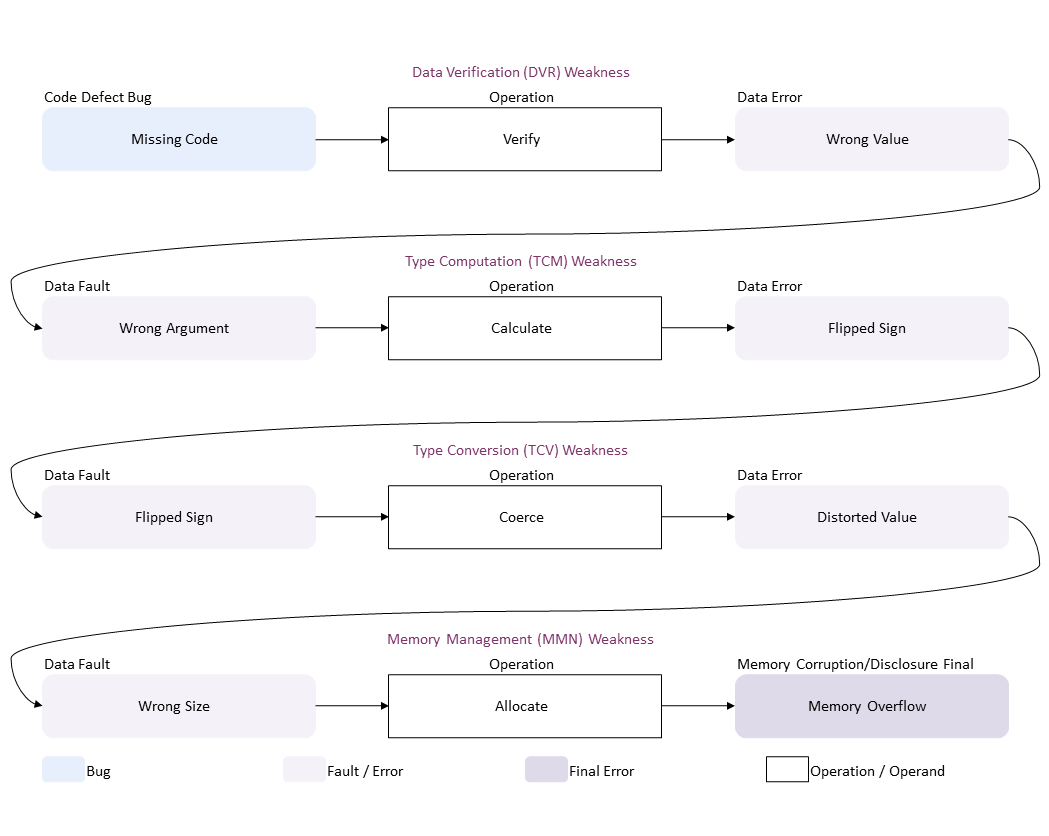 Data Verification (DVR) Weakness
Code Defect Bug
Operation
Data Error
Missing Code
Verify
Wrong Value
Type Computation (TCM) Weakness
Data Fault
Operation
Data Error
Wrong Argument
Calculate
Flipped Sign
Type Conversion (TCV) Weakness
Data Fault
Operation
Data Error
Flipped Sign
Coerce
Distorted Value
Memory Management (MMN) Weakness
Data Fault
Operation
Memory Corruption/Disclosure Final
Wrong Size
Allocate
Memory Overflow
Bug
Fault / Error
Final Error
Operation / Operand